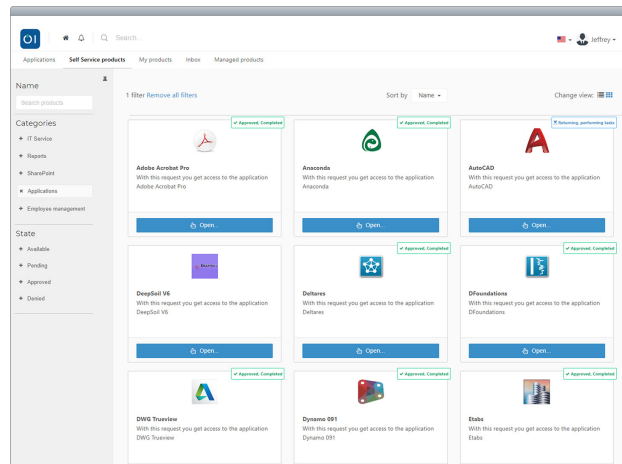 OI
Search...
Jeffrey
Applications Self Service products My products Inbox Managed products
Name
Search products
Categories
IT Service
Reports
SharePoint
Applications
Employee management
State
Available
Pending
Approved
Denied
1 filter Remove all filters
Sort by Name
Change view:
Approved, Completed
Adobe Acrobat Pro
With this request you get access to the application
Adobe Acrobat Pro
Open...
Approved, Completed
Anaconda
With this request you get access to the application
Anaconda
Open...
Returning, performing tasks
AutoCAD
With this request you get access to the application
AutoCAD
Open...
DeepSoil V6
With this request you get access to the application
DeepSoil V6
Open...
Approved, Completed
Deltares
With this request you get access to the application
Deltares
Open...
Approved, Completed
DFoundations
With this request you get access to the application
DFoundations
Open...
Approved, Completed
DWG Trueview
With this request you get access to the application
DWG Trueview
Approved, Completed
Dynamo 091
With this request you get access to the application
Dynamo 091
Approved, Completed
Etabs
With this request you get access to the application
Etabs